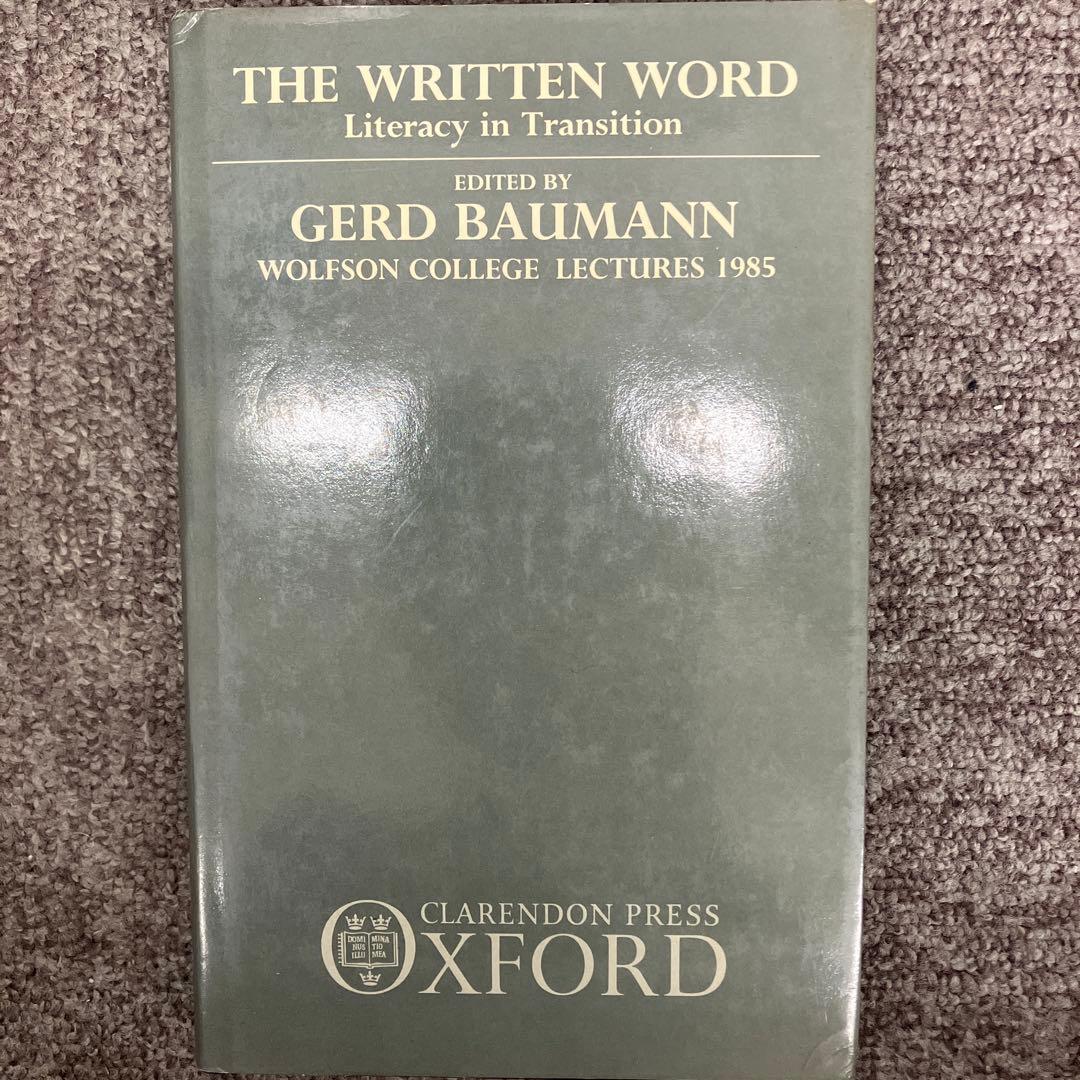 THE WRITTEN WORD
Literacy in Transition
EDITED BY
GERD BAUMANN
WOLFSON COLLEGE LECTURES 1985
CLARENDON PRESS
OXFORD
DOMI MINA
NUS TIO
ILLU MEA